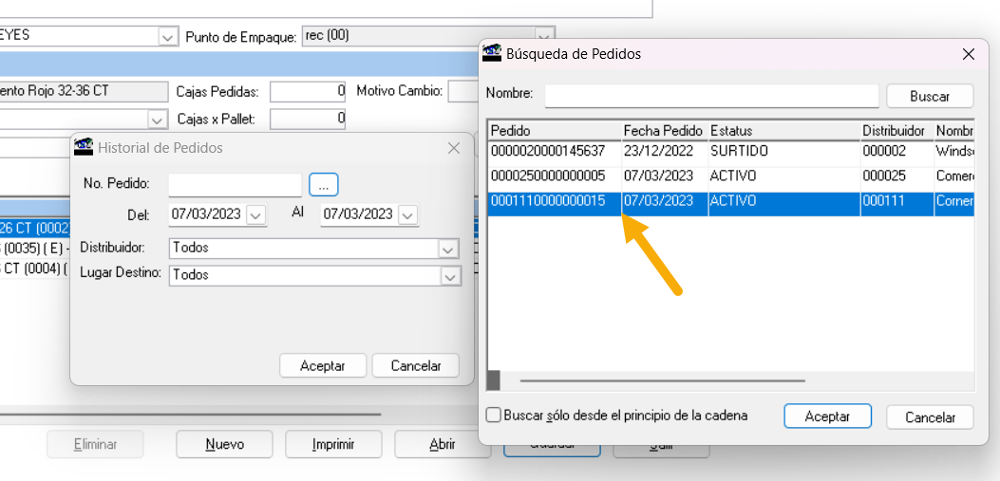 EYES
Punto de Empaque: rec (00)
ento Rojo 32-36 CT
Cajas Pedidas: 0
Motivo Cambio:
Cajas x Pallet: 0
26 CT (0002
(0035) ( E) -
CT (0004) (
Historial de Pedidos
No. Pedido: ...
Del: 07/03/2023 Al 07/03/2023
Distribuidor: Todos
Lugar Destino: Todos
Aceptar Cancelar
Búsqueda de Pedidos
Nombre: Buscar
Pedido Fecha Pedido Estatus Distribuidor Nombr
0000020000145637 23/12/2022 SURTIDO 000002 Winds
0000250000000005 07/03/2023 ACTIVO 000025 Comer
0001110000000015 07/03/2023 ACTIVO 000111 Comer
Buscar sólo desde el principio de la cadena
Aceptar Cancelar
Eliminar Nuevo Imprimir Abrir Guardar Salir